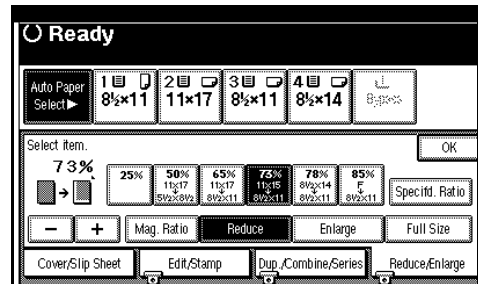 Ready
Auto Paper Select▶
1 8½×11
2 11×17
3 8½×11
4 8½×14
Select item.
OK
73%
25%
50% 11×17 ↓ 5½×8½
65% 11×17 ↓ 8½×11
73% 11×15 ↓ 8½×11
78% 8½×14 ↓ 8½×11
85% F ↓ 8½×11
Specifd. Ratio
− + Mag. Ratio Reduce Enlarge Full Size
Cover/Slip Sheet Edit/Stamp Dup./Combine/Series Reduce/Enlarge